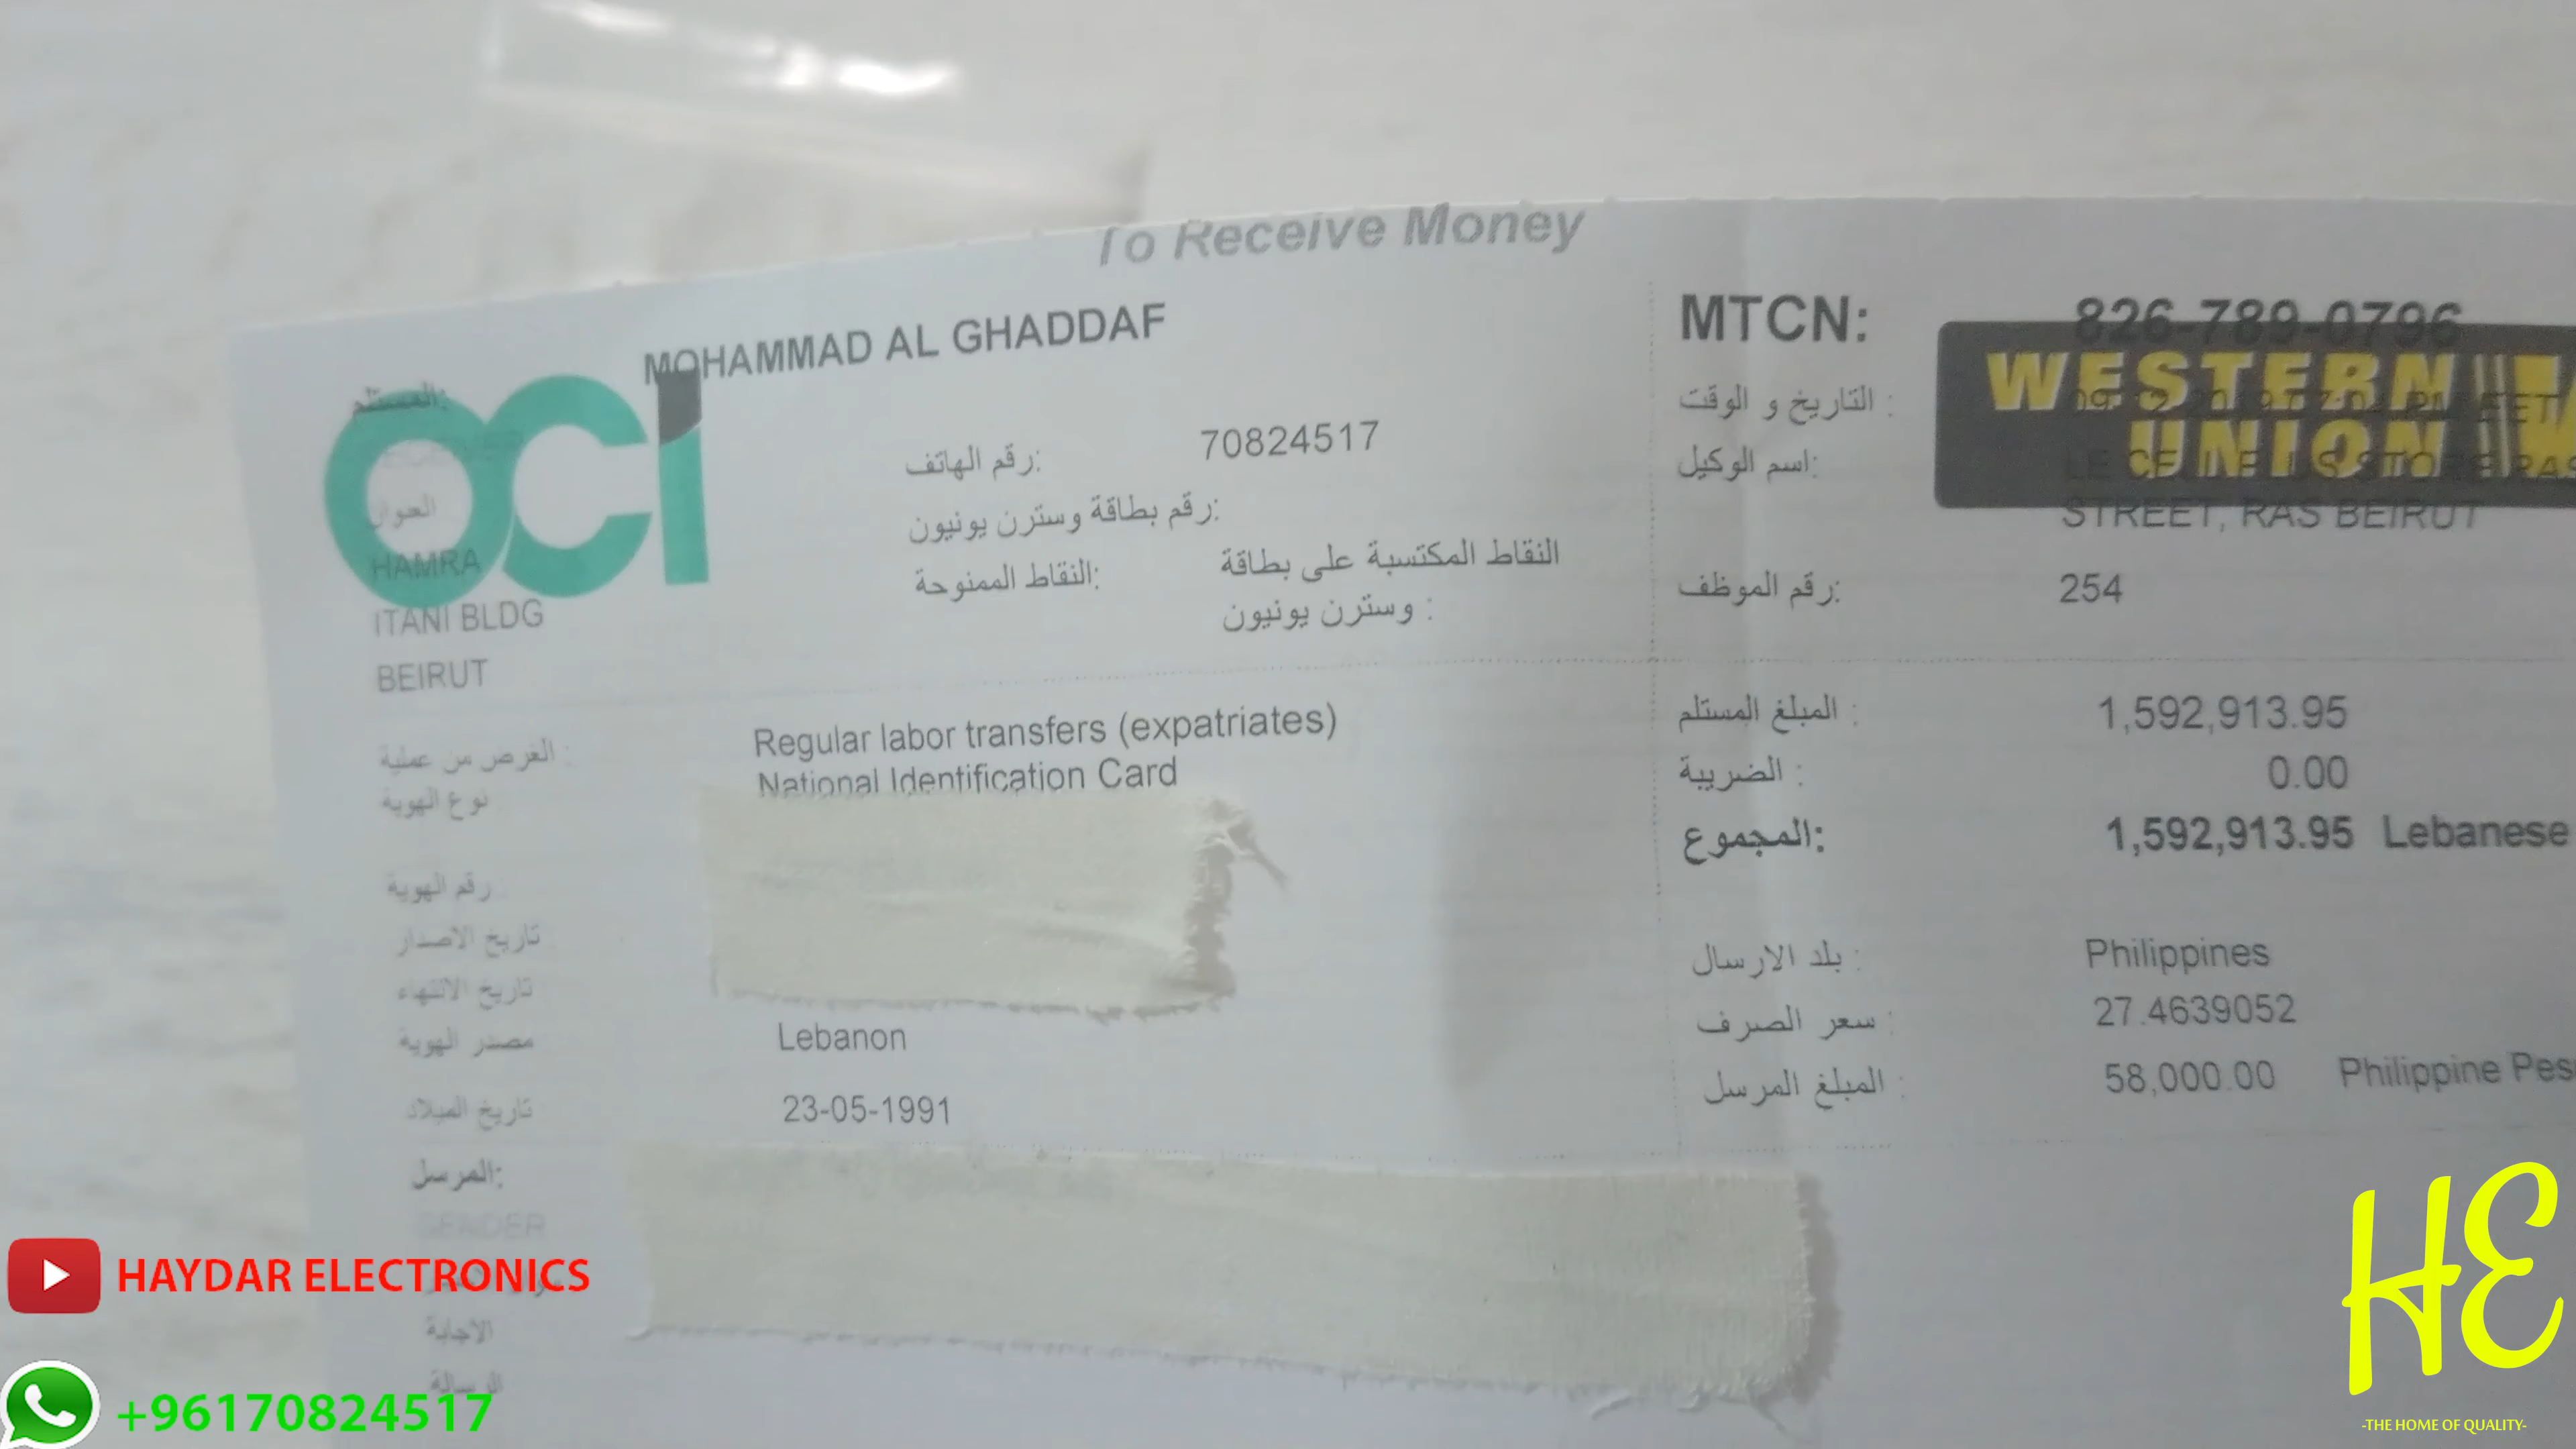 To Receive Money
MOHAMMAD AL GHADDAF
المستلم:
OCI
العنوان
HAMRA
ITANI BLDG
BEIRUT
رقم الهاتف: 70824517
رقم بطاقة وسترن يونيون:
النقاط الممنوحة: النقاط المكتسبة على بطاقة
وسترن يونيون :
MTCN: 826-789-0796
WESTERN
UNION
التاريخ و الوقت :
اسم الوكيل:
STREET, RAS BEIRUT
رقم الموظف: 254
الغرض من عملية : Regular labor transfers (expatriates)
نوع الهوية National Identification Card
رقم الهوية :
تاريخ الاصدار
تاريخ الانتهاء
مصدر الهوية Lebanon
تاريخ الميلاد 23-05-1991
المبلغ المستلم : 1,592,913.95
الضريبة : 0.00
المجموع: 1,592,913.95 Lebanese
بلد الارسال : Philippines
سعر الصرف : 27.4639052
المبلغ المرسل : 58,000.00 Philippine Pes
المرسل:
SENDER
HAYDAR ELECTRONICS
الاجابة
الرسالة
+96170824517
HE
-THE HOME OF QUALITY-